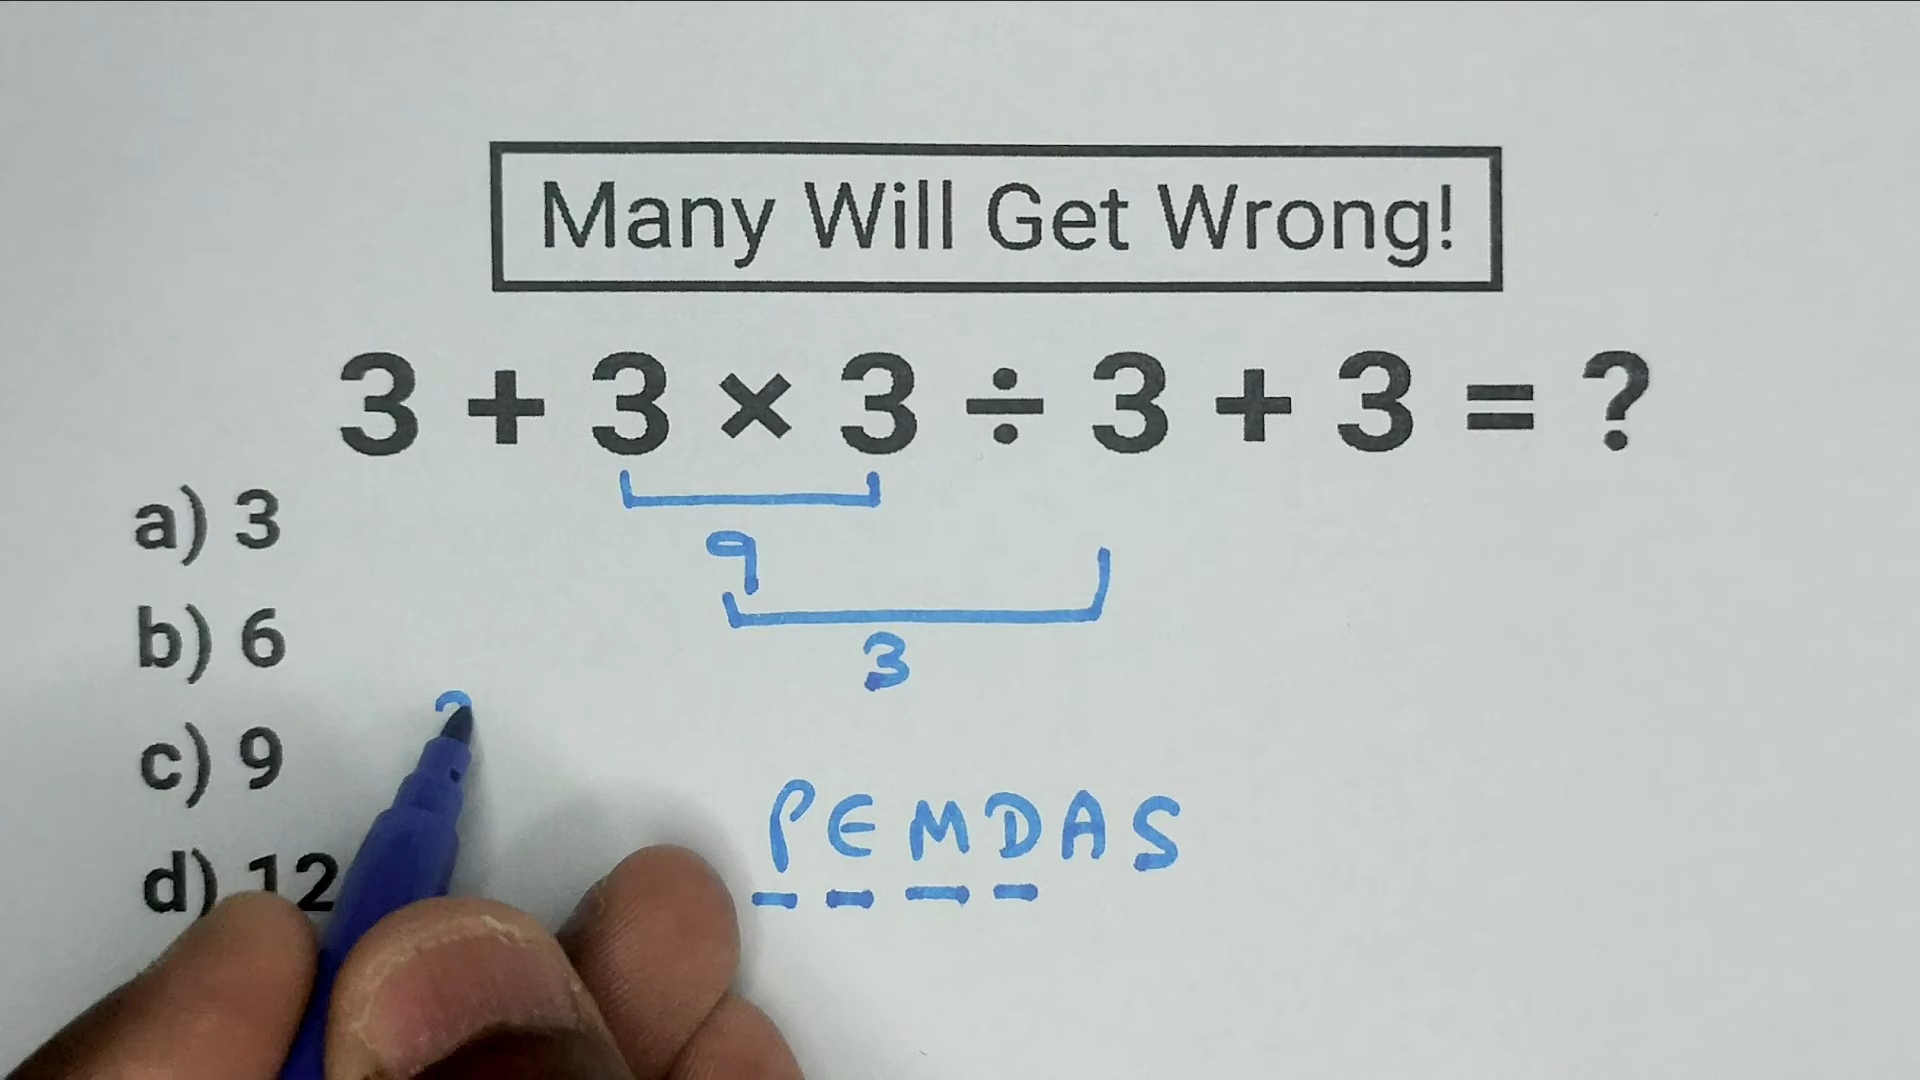 Many Will Get Wrong!
3 + 3 × 3 ÷ 3 + 3 = ?
a) 3
9
b) 6
3
c) 9
PEMDAS
d) 12